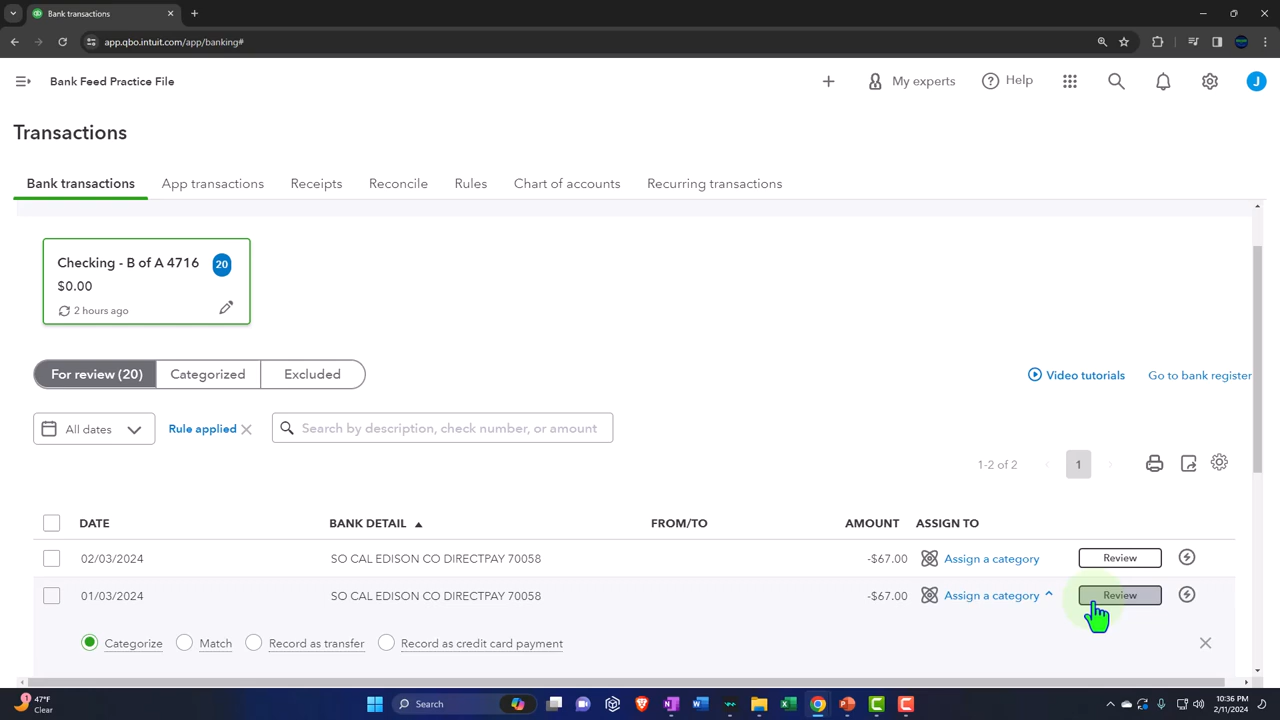 Bank transactions
app.qbo.intuit.com/app/banking#
Bank Feed Practice File
My experts
Help
J
Transactions
Bank transactions App transactions Receipts Reconcile Rules Chart of accounts Recurring transactions
Checking - B of A 4716 20
$0.00
2 hours ago
For review (20) Categorized Excluded
Video tutorials Go to bank register
All dates Rule applied Search by description, check number, or amount
1-2 of 2 1
DATE BANK DETAIL FROM/TO AMOUNT ASSIGN TO
02/03/2024 SO CAL EDISON CO DIRECTPAY 70058 -$67.00 Assign a category Review
01/03/2024 SO CAL EDISON CO DIRECTPAY 70058 -$67.00 Assign a category Review
Categorize Match Record as transfer Record as credit card payment
47°F
Clear
Search
10:36 PM
2/11/2024